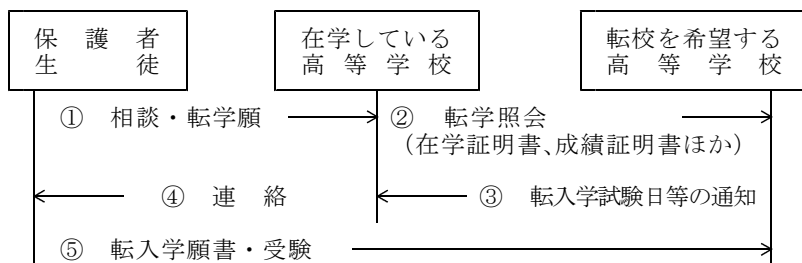 保護者
生徒
在学している
高等学校
転校を希望する
高等学校
① 相談・転学願
② 転学照会
(在学証明書、成績証明書ほか)
④ 連絡
③ 転入学試験日等の通知
⑤ 転入学願書・受験